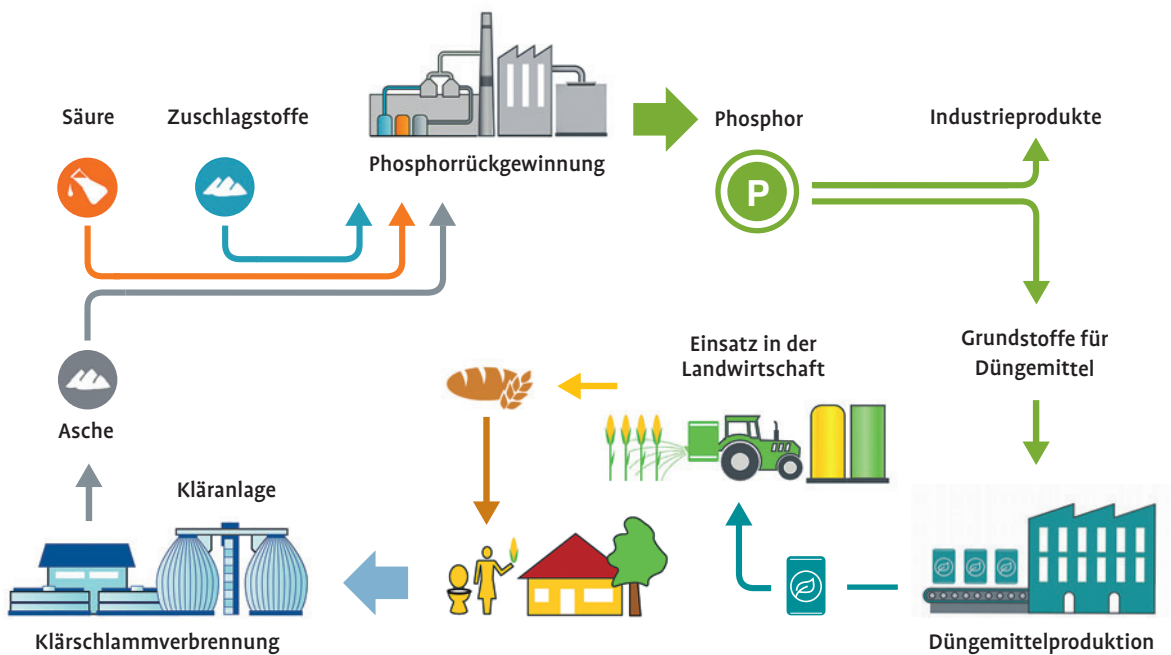 Säure
Zuschlagstoffe
Phosphorrückgewinnung
Phosphor
P
Industrieprodukte
Grundstoffe für
Düngemittel
Einsatz in der
Landwirtschaft
Asche
Kläranlage
Klärschlammverbrennung
Düngemittelproduktion